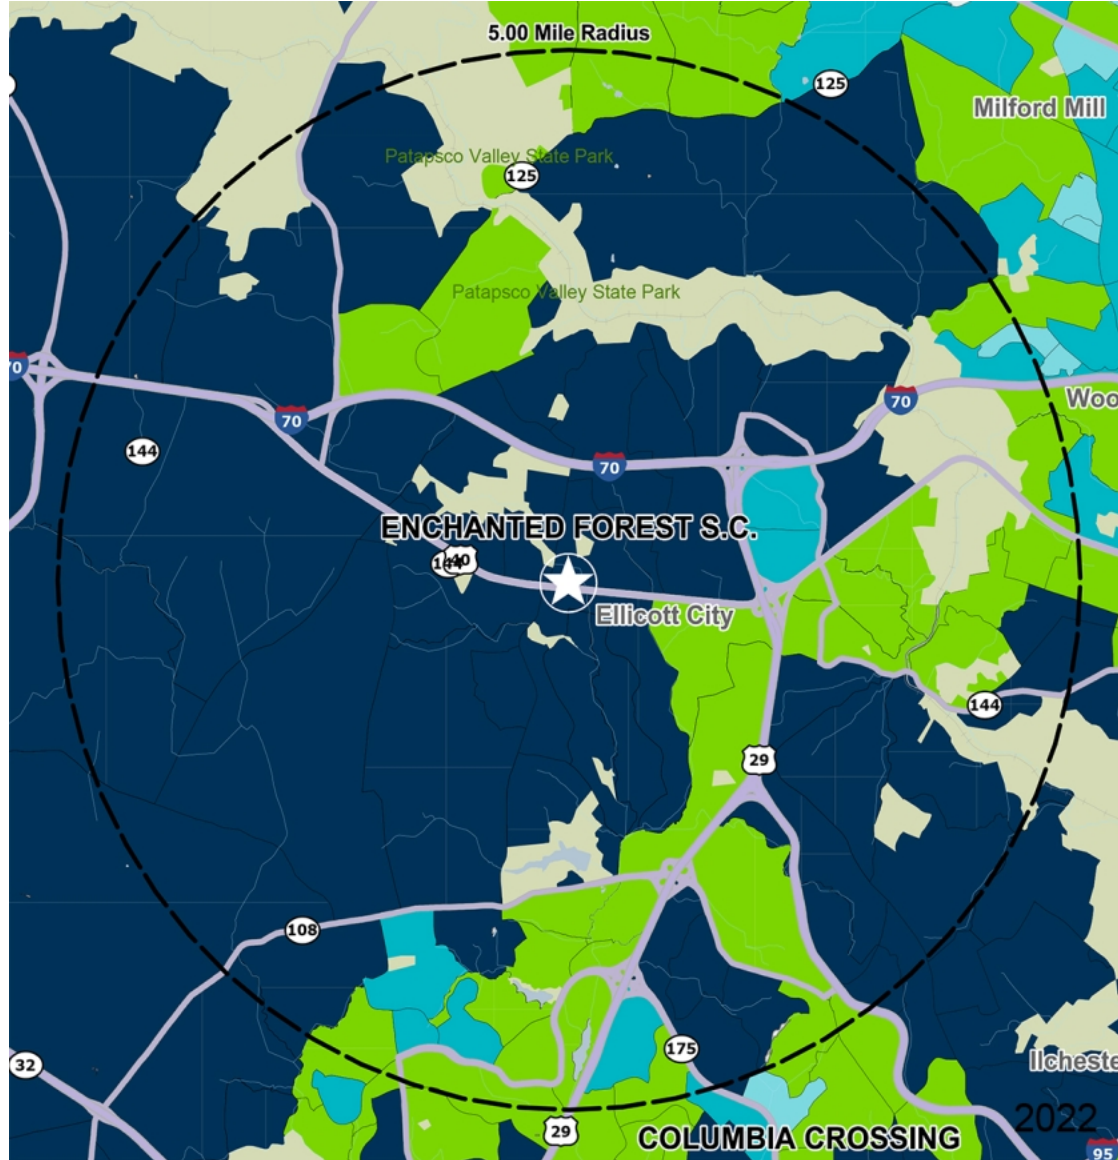 5.00 Mile Radius
125
Milford Mill
Patapsco Valley State Park
125
Patapsco Valley State Park
70
70
Woo
70
144
70
ENCHANTED FOREST S.C.
144
40
Ellicott City
144
29
108
175
Ilcheste
32
2022
29
COLUMBIA CROSSING
95